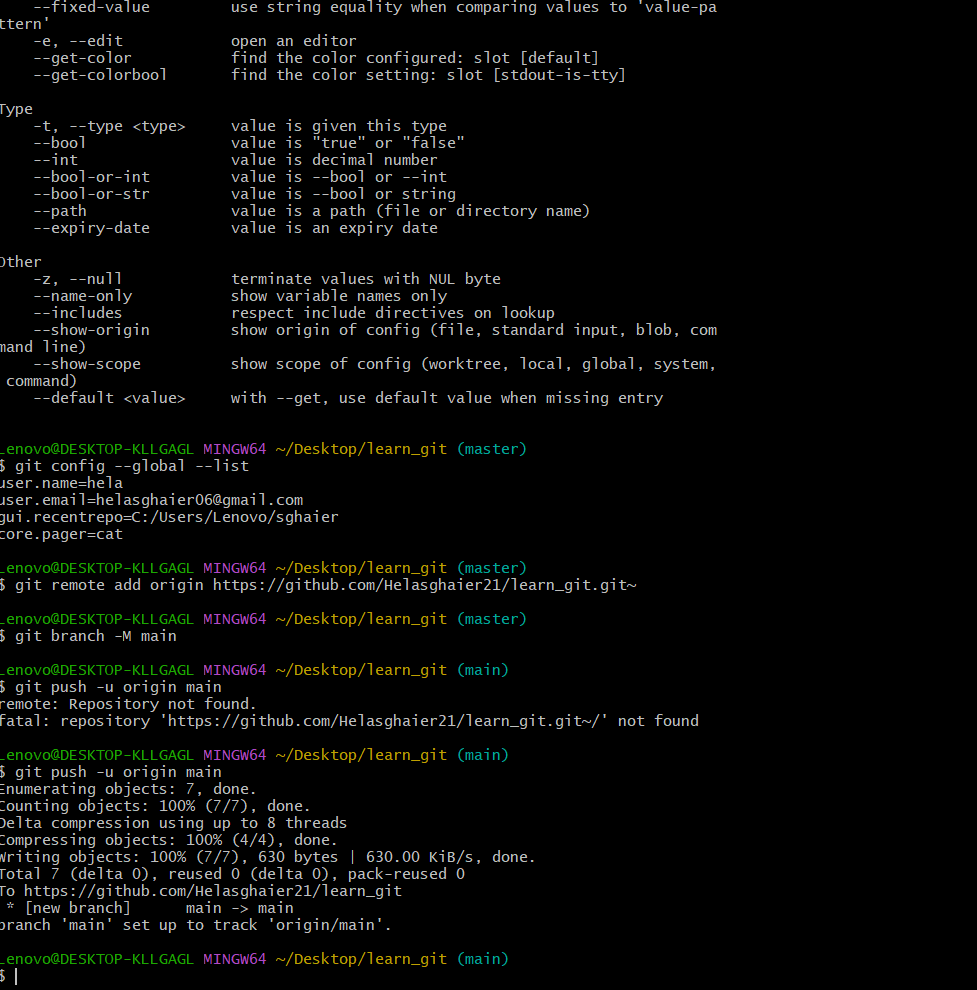 --fixed-value         use string equality when comparing values to 'value-pa
ttern'
    -e, --edit            open an editor
    --get-color           find the color configured: slot [default]
    --get-colorbool       find the color setting: slot [stdout-is-tty]

Type
    -t, --type <type>     value is given this type
    --bool                value is "true" or "false"
    --int                 value is decimal number
    --bool-or-int         value is --bool or --int
    --bool-or-str         value is --bool or string
    --path                value is a path (file or directory name)
    --expiry-date         value is an expiry date

Other
    -z, --null            terminate values with NUL byte
    --name-only           show variable names only
    --includes            respect include directives on lookup
    --show-origin         show origin of config (file, standard input, blob, com
mand line)
    --show-scope          show scope of config (worktree, local, global, system,
 command)
    --default <value>     with --get, use default value when missing entry

Lenovo@DESKTOP-KLLGAGL MINGW64 ~/Desktop/learn_git (master)
$ git config --global --list
user.name=hela
user.email=helasghaier06@gmail.com
gui.recentrepo=C:/Users/Lenovo/sghaier
core.pager=cat

Lenovo@DESKTOP-KLLGAGL MINGW64 ~/Desktop/learn_git (master)
$ git remote add origin https://github.com/Helasghaier21/learn_git.git~

Lenovo@DESKTOP-KLLGAGL MINGW64 ~/Desktop/learn_git (master)
$ git branch -M main

Lenovo@DESKTOP-KLLGAGL MINGW64 ~/Desktop/learn_git (main)
$ git push -u origin main
remote: Repository not found.
fatal: repository 'https://github.com/Helasghaier21/learn_git.git~/' not found

Lenovo@DESKTOP-KLLGAGL MINGW64 ~/Desktop/learn_git (main)
$ git push -u origin main
Enumerating objects: 7, done.
Counting objects: 100% (7/7), done.
Delta compression using up to 8 threads
Compressing objects: 100% (4/4), done.
Writing objects: 100% (7/7), 630 bytes | 630.00 KiB/s, done.
Total 7 (delta 0), reused 0 (delta 0), pack-reused 0
To https://github.com/Helasghaier21/learn_git
 * [new branch]      main -> main
branch 'main' set up to track 'origin/main'.

Lenovo@DESKTOP-KLLGAGL MINGW64 ~/Desktop/learn_git (main)
$